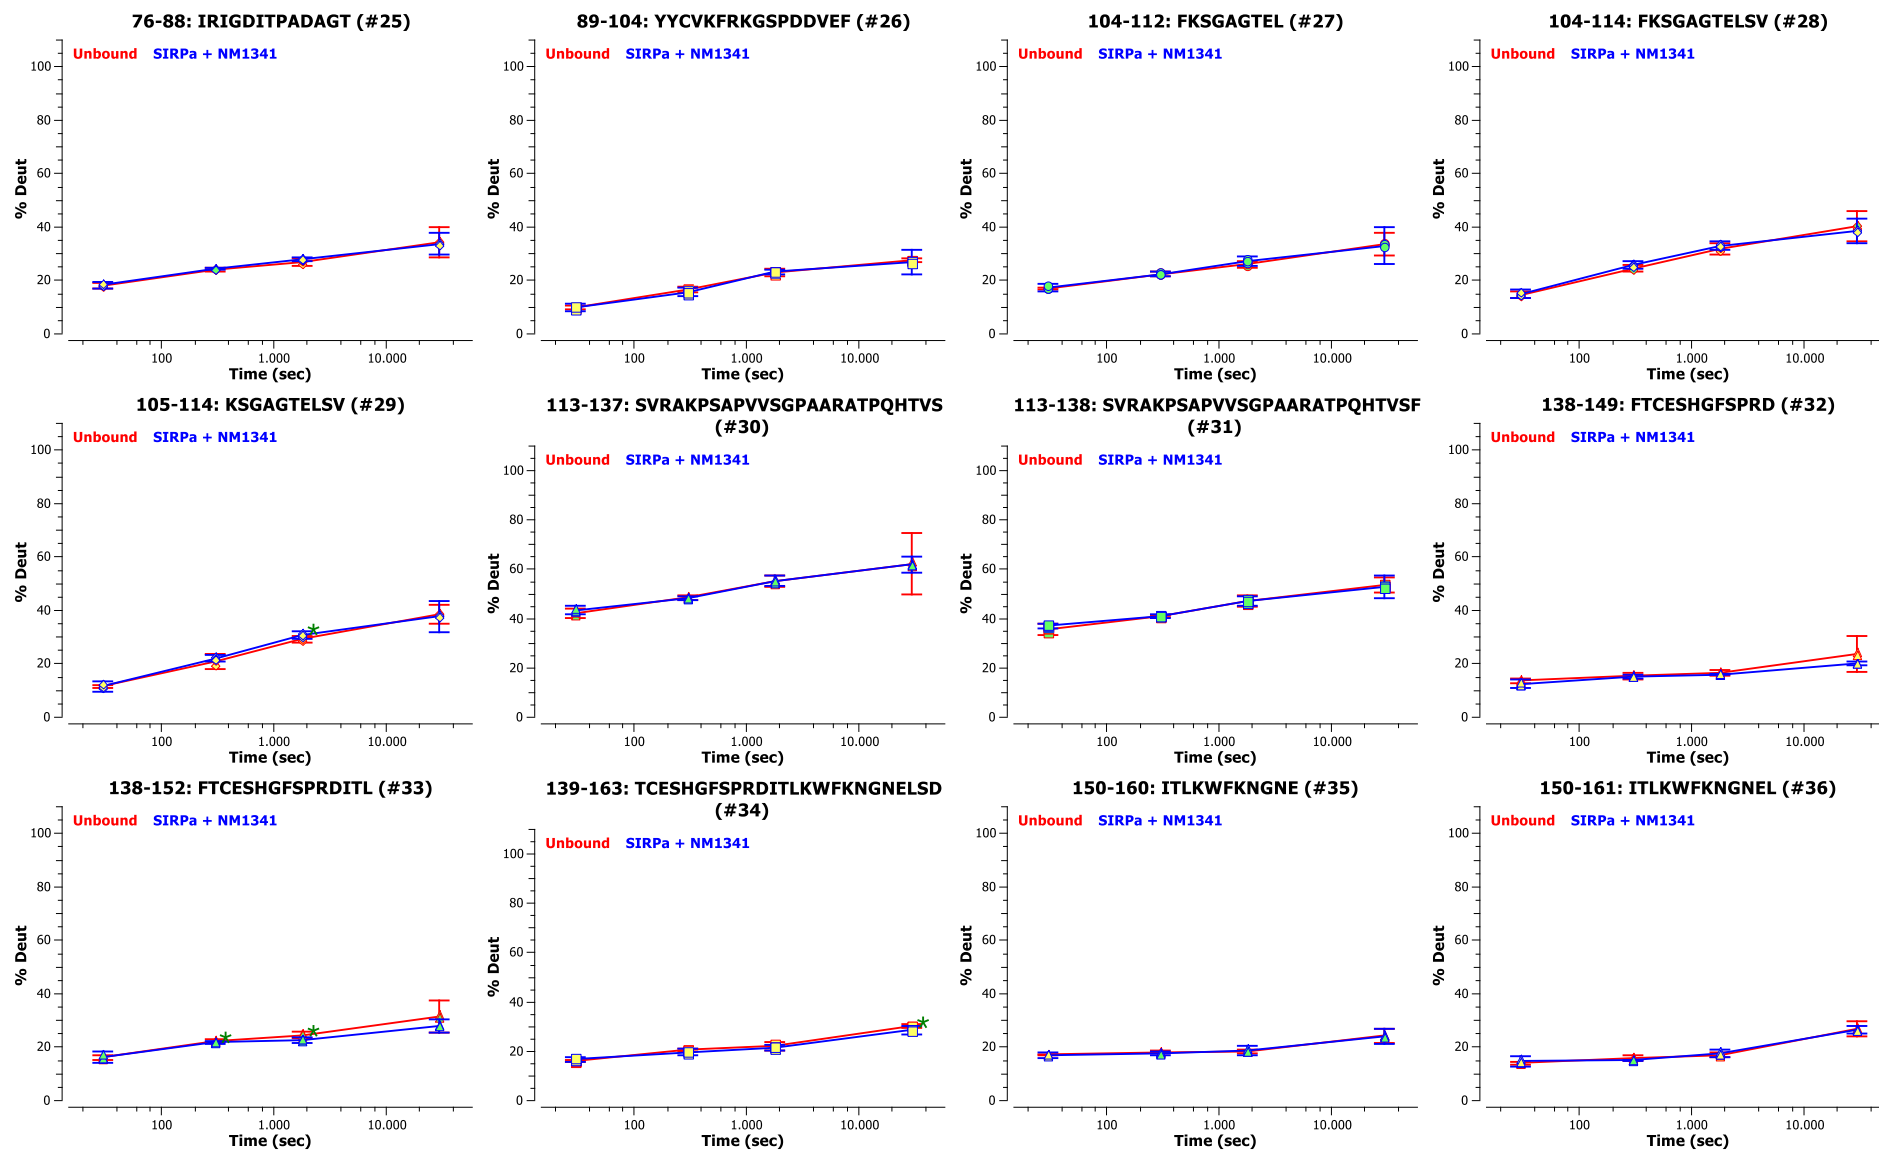 76-88: IRIGDITPADAGT (#25)
Unbound SIRPa + NM1341
100
80
60
40
20
0
% Deut
100 1.000 10.000
Time (sec)
89-104: YYCVKFRKGSPDDVEF (#26)
Unbound SIRPa + NM1341
100
80
60
40
20
0
% Deut
100 1.000 10.000
Time (sec)
104-112: FKSGAGTEL (#27)
Unbound SIRPa + NM1341
100
80
60
40
20
0
% Deut
100 1.000 10.000
Time (sec)
104-114: FKSGAGTELSV (#28)
Unbound SIRPa + NM1341
100
80
60
40
20
0
% Deut
100 1.000 10.000
Time (sec)
105-114: KSGAGTELSV (#29)
Unbound SIRPa + NM1341
100
80
60
40
20
0
% Deut
100 1.000 10.000
Time (sec)
113-137: SVRAKPSAPVVSGPAARATPQHTVS
(#30)
Unbound SIRPa + NM1341
100
80
60
40
20
0
% Deut
100 1.000 10.000
Time (sec)
113-138: SVRAKPSAPVVSGPAARATPQHTVSF
(#31)
Unbound SIRPa + NM1341
100
80
60
40
20
0
% Deut
100 1.000 10.000
Time (sec)
138-149: FTCESHGFSPRD (#32)
Unbound SIRPa + NM1341
100
80
60
40
20
0
% Deut
100 1.000 10.000
Time (sec)
138-152: FTCESHGFSPRDITL (#33)
Unbound SIRPa + NM1341
100
80
60
40
20
0
% Deut
100 1.000 10.000
Time (sec)
139-163: TCESHGFSPRDITLKWFKNGNELSD
(#34)
Unbound SIRPa + NM1341
100
80
60
40
20
0
% Deut
100 1.000 10.000
Time (sec)
150-160: ITLKWFKNGNE (#35)
Unbound SIRPa + NM1341
100
80
60
40
20
0
% Deut
100 1.000 10.000
Time (sec)
150-161: ITLKWFKNGNEL (#36)
Unbound SIRPa + NM1341
100
80
60
40
20
0
% Deut
100 1.000 10.000
Time (sec)